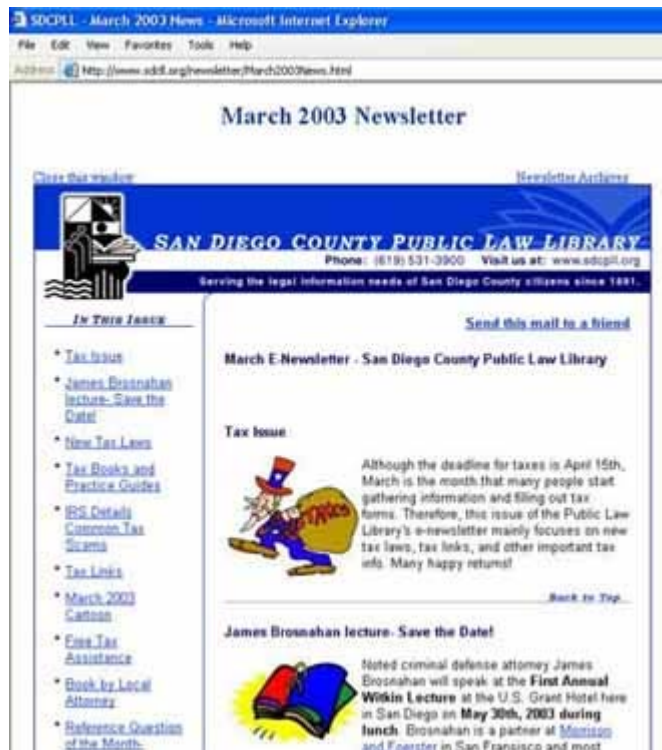 SDCPLL - March 2003 News - Microsoft Internet Explorer
File Edit View Favorites Tools Help
Address
March 2003 Newsletter
Close this window
Newsletter Archives
SAN DIEGO COUNTY PUBLIC LAW LIBRARY
Phone: (619) 531-3900 Visit us at: www.sdcpll.org
Serving the legal information needs of San Diego County citizens since 1891.
IN THIS ISSUE
* Tax Issue
* James Brosnahan
lecture- Save the
Date!
* New Tax Laws
* Tax Books and
Practice Guides
* IRS Details
Common Tax
Scams
* Tax Links
* March 2003
Cartoon
* Free Tax
Assistance
* Book by Local
Attorney
* Reference Question
of the Month-
Send this mail to a friend
March E-Newsletter - San Diego County Public Law Library
Tax Issue
TAXES
Although the deadline for taxes is April 15th,
March is the month that many people start
gathering information and filling out tax
forms. Therefore, this issue of the Public Law
Library's e-newsletter mainly focuses on new
tax laws, tax links, and other important tax
info. Many happy returns!
Back to Top
James Brosnahan lecture- Save the Date!
Noted criminal defense attorney James
Brosnahan will speak at the First Annual
Witkin Lecture at the U.S. Grant Hotel here
in San Diego on May 30th, 2003 during
lunch. Brosnahan is a partner at Morrison
and Foerster in San Francisco and most